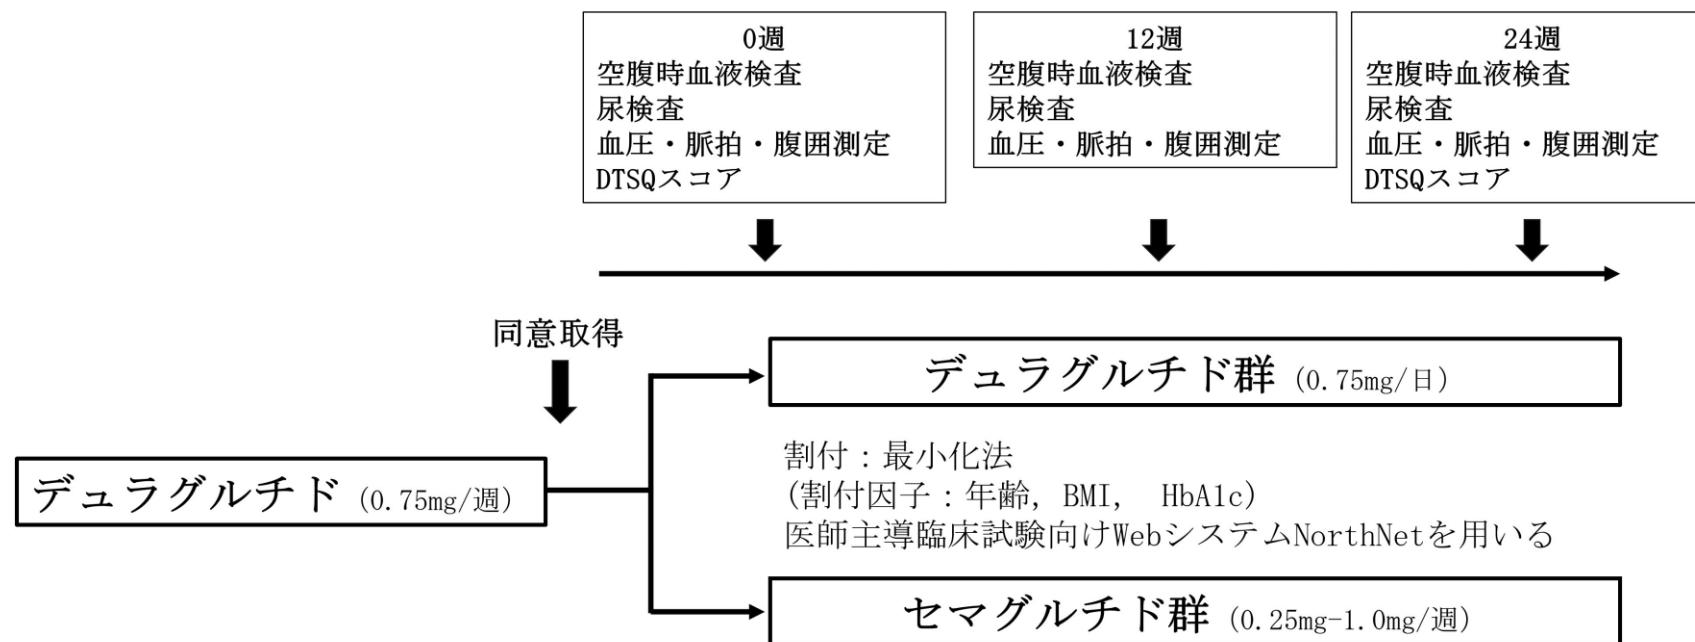 0週
空腹時血液検査
尿検査
血圧・脈拍・腹囲測定
DTSQスコア
12週
空腹時血液検査
尿検査
血圧・脈拍・腹囲測定
24週
空腹時血液検査
尿検査
血圧・脈拍・腹囲測定
DTSQスコア
同意取得
デュラグルチド (0.75mg/週)
デュラグルチド群 (0.75mg/日)
割付：最小化法
(割付因子：年齢, BMI, HbA1c)
医師主導臨床試験向けWebシステムNorthNetを用いる
セマグルチド群 (0.25mg-1.0mg/週)